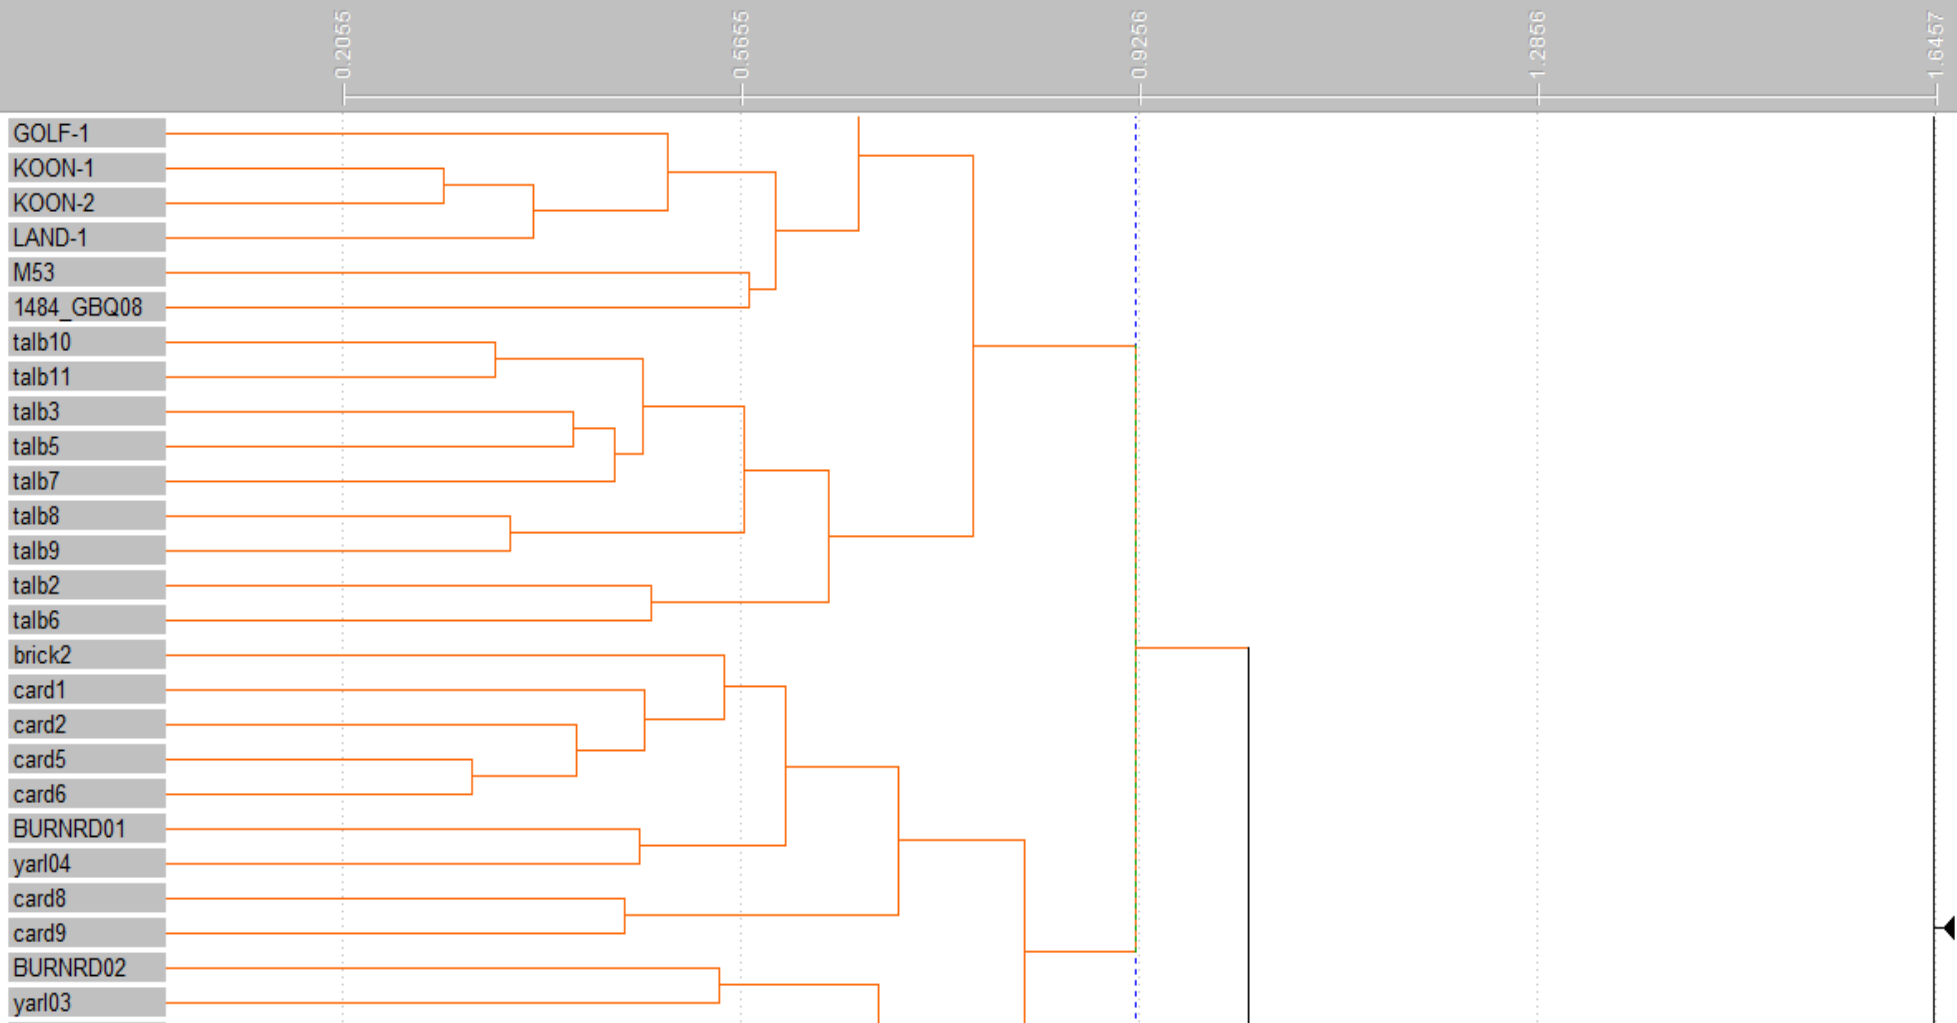 0.2055
0.5655
0.9256
1.2856
1.6457
GOLF-1
KOON-1
KOON-2
LAND-1
M53
1484_GBQ08
talb10
talb11
talb3
talb5
talb7
talb8
talb9
talb2
talb6
brick2
card1
card2
card5
card6
BURNRD01
yarl04
card8
card9
BURNRD02
yarl03